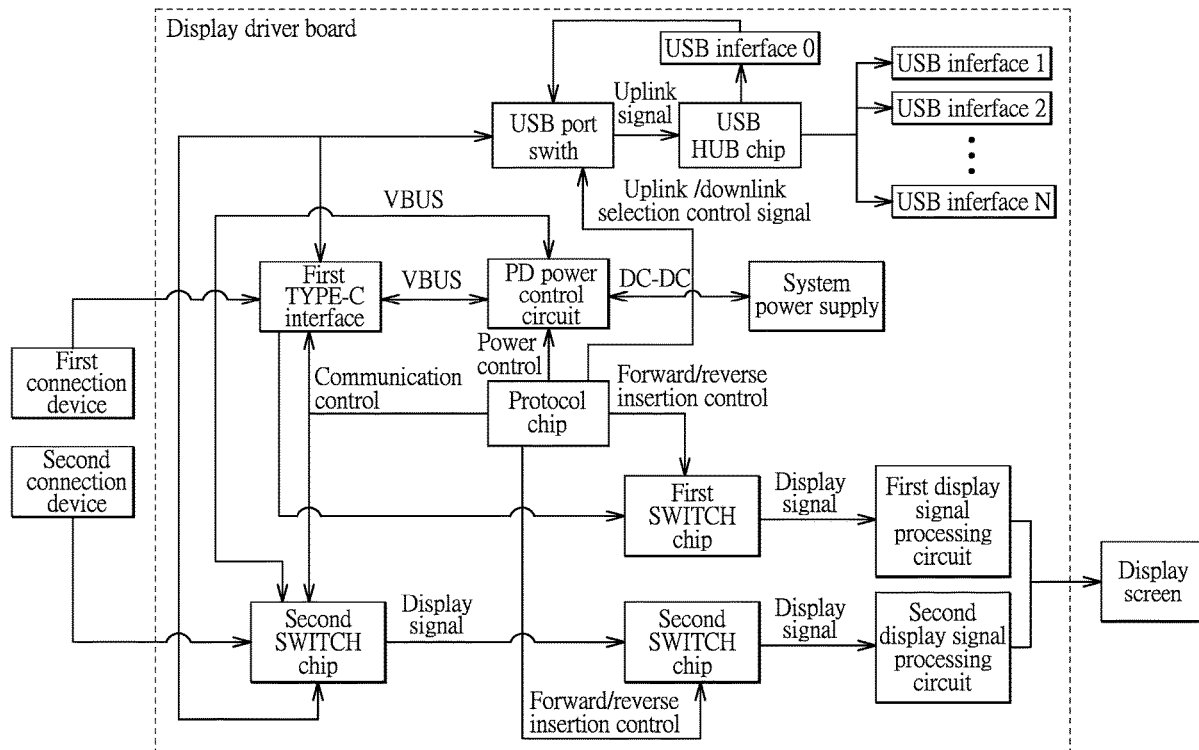 Display driver board
USB inferface 0
USB inferface 1
USB inferface 2
USB inferface N
Uplink
signal
USB port
swith
USB
HUB chip
Uplink /downlink
selection control signal
VBUS
First
TYPE-C
interface
VBUS
PD power
control
circuit
DC-DC
System
power supply
First
connection
device
Power
control
Communication
control
Protocol
chip
Forward/reverse
insertion control
Second
connection
device
First
SWITCH
chip
Display
signal
First display
signal
processing
circuit
Display
screen
Second
SWITCH
chip
Display
signal
Second
SWITCH
chip
Display
signal
Second
display signal
processing
circuit
Forward/reverse
insertion control